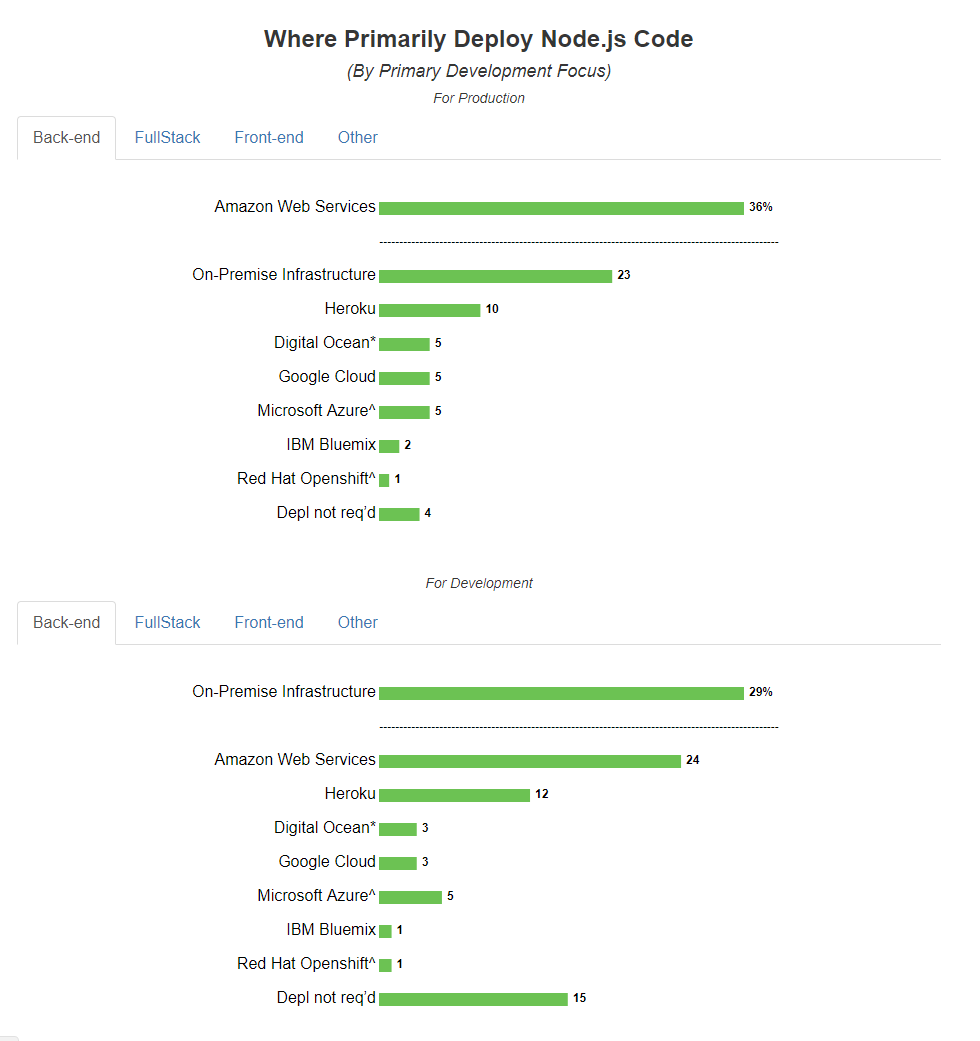 Where Primarily Deploy Node.js Code
(By Primary Development Focus)
For Production
Back-end FullStack Front-end Other
Amazon Web Services 36%
On-Premise Infrastructure 23
Heroku 10
Digital Ocean* 5
Google Cloud 5
Microsoft Azure^ 5
IBM Bluemix 2
Red Hat Openshift^ 1
Depl not req’d 4
For Development
Back-end FullStack Front-end Other
On-Premise Infrastructure 29%
Amazon Web Services 24
Heroku 12
Digital Ocean* 3
Google Cloud 3
Microsoft Azure^ 5
IBM Bluemix 1
Red Hat Openshift^ 1
Depl not req’d 15